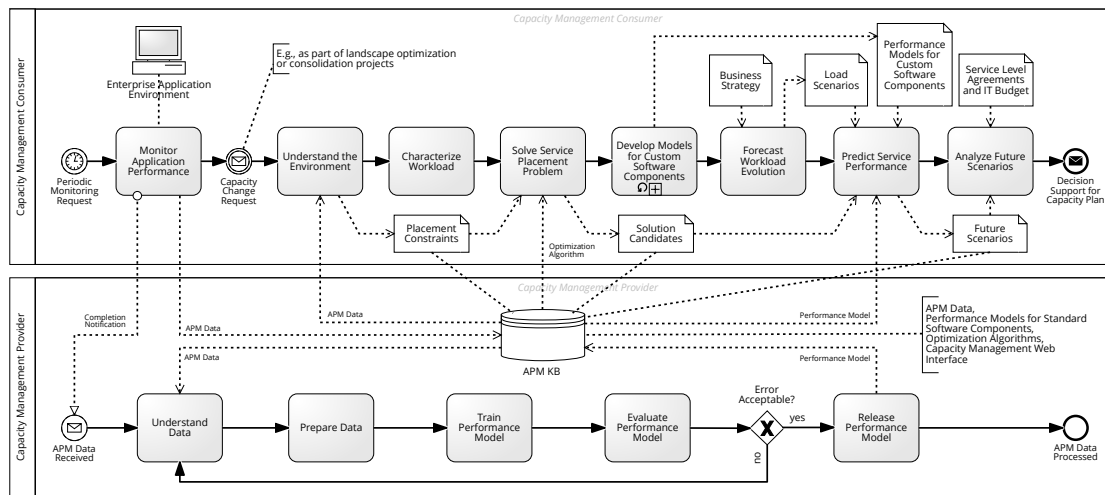 Capacity Management Consumer
Capacity Management Consumer
Enterprise Application
Environment
E.g., as part of landscape optimization
or consolidation projects
Business
Strategy
Load
Scenarios
Performance
Models for
Custom
Software
Components
Service Level
Agreements
and IT Budget
Periodic
Monitoring
Request
Monitor
Application
Performance
Capacity
Change
Request
Understand the
Environment
Characterize
Workload
Solve Service
Placement
Problem
Develop Models
for Custom
Software
Components
Forecast
Workload
Evolution
Predict Service
Performance
Analyze Future
Scenarios
Decision
Support for
Capacity Plan
Placement
Constraints
Optimization
Algorithm
Solution
Candidates
Future
Scenarios
Capacity Management Provider
Capacity Management Provider
Completion
Notification
APM Data
APM Data
APM Data
APM KB
Performance Model
Performance Model
APM Data,
Performance Models for Standard
Software Components,
Optimization Algorithms,
Capacity Management Web
Interface
APM Data
Received
Understand
Data
Prepare Data
Train
Performance
Model
Evaluate
Performance
Model
Error
Acceptable?
yes
no
Release
Performance
Model
APM Data
Processed